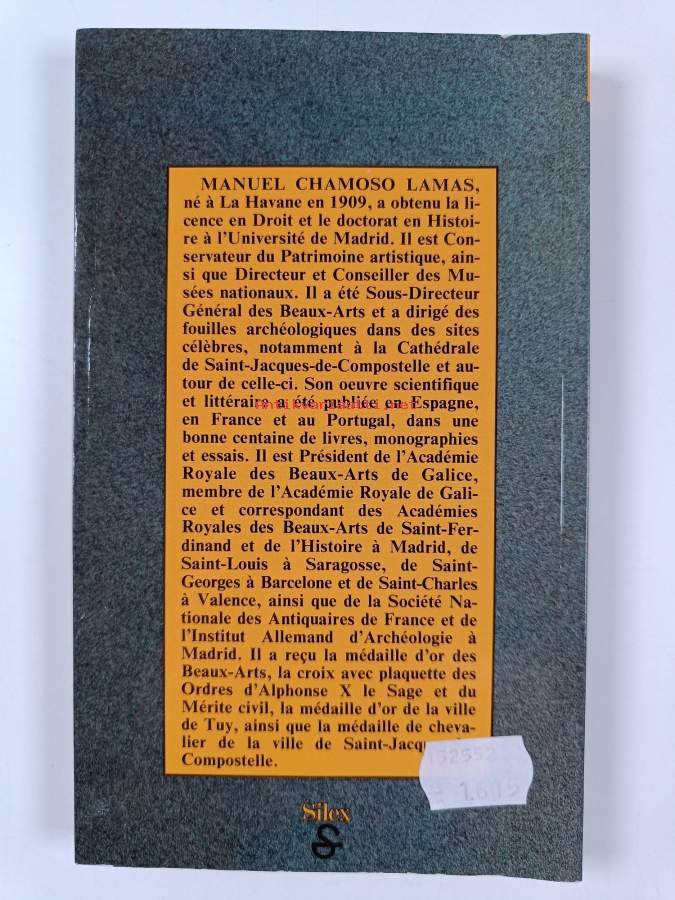 MANUEL CHAMOSO LAMAS,
né à La Havane en 1909, a obtenu la li-
cence en Droit et le doctorat en Histoi-
re à l'Université de Madrid. Il est Con-
servateur du Patrimoine artistique, ain-
si que Directeur et Conseiller des Mu-
sées nationaux. Il a été Sous-Directeur
Général des Beaux-Arts et a dirigé des
fouilles archéologiques dans des sites
célèbres, notamment à la Cathédrale
de Saint-Jacques-de-Compostelle et au-
tour de celle-ci. Son oeuvre scientifique
et littéraire a été publiée en Espagne,
en France et au Portugal, dans une
bonne centaine de livres, monographies
et essais. Il est Président de l'Académie
Royale des Beaux-Arts de Galice,
membre de l'Académie Royale de Gali-
ce et correspondant des Académies
Royales des Beaux-Arts de Saint-Fer-
dinand et de l'Histoire à Madrid, de
Saint-Louis à Saragosse, de Saint-
Georges à Barcelone et de Saint-Charles
à Valence, ainsi que de la Société Na-
tionale des Antiquaires de France et de
l'Institut Allemand d'Archéologie à
Madrid. Il a reçu la médaille d'or des
Beaux-Arts, la croix avec plaquette des
Ordres d'Alphonse X le Sage et du
Mérite civil, la médaille d'or de la ville
de Tuy, ainsi que la médaille de cheva-
lier de la ville de Saint-Jacq
Compostelle.
Silex